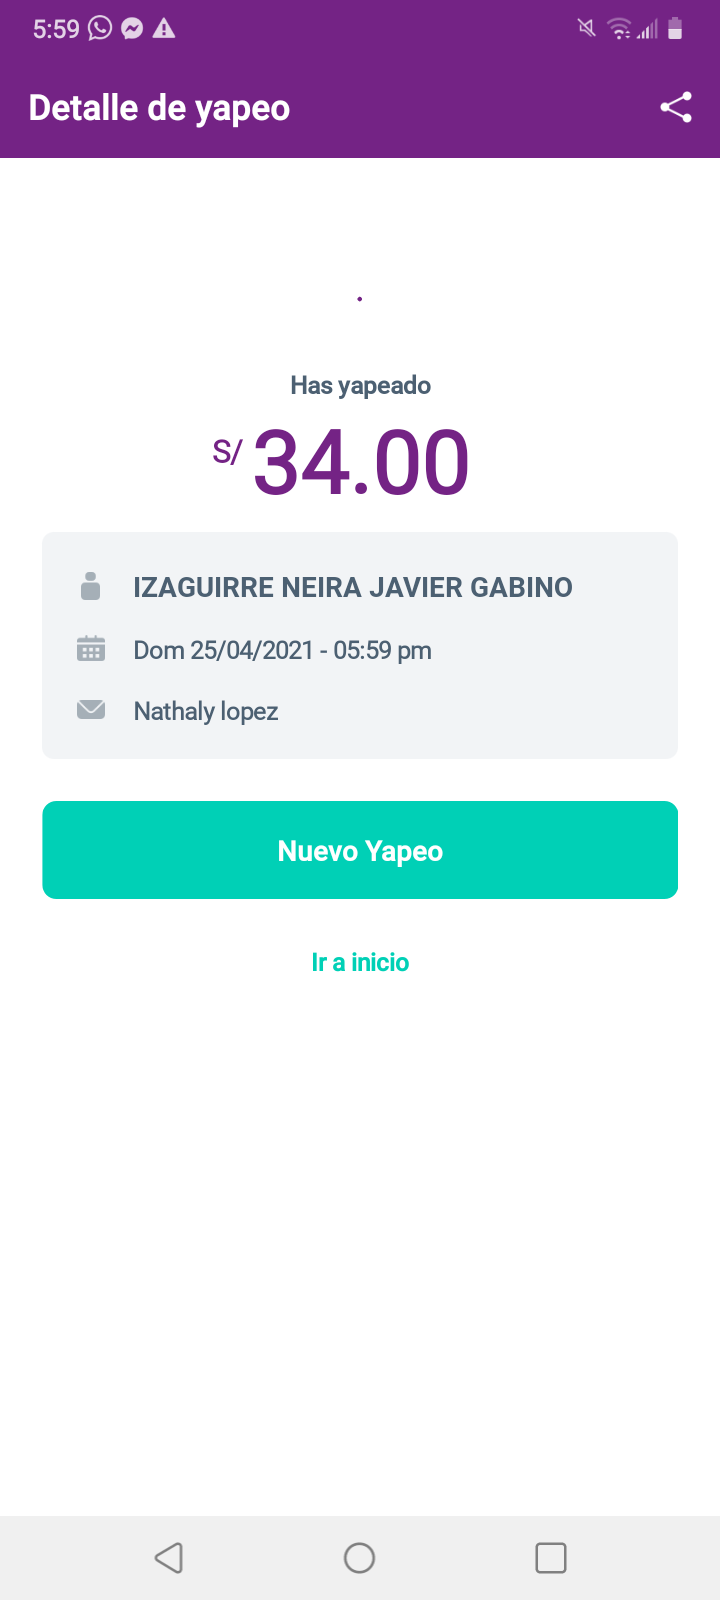 5:59
Detalle de yapeo
Has yapeado
S/ 34.00
IZAGUIRRE NEIRA JAVIER GABINO
Dom 25/04/2021 - 05:59 pm
Nathaly lopez
Nuevo Yapeo
Ir a inicio